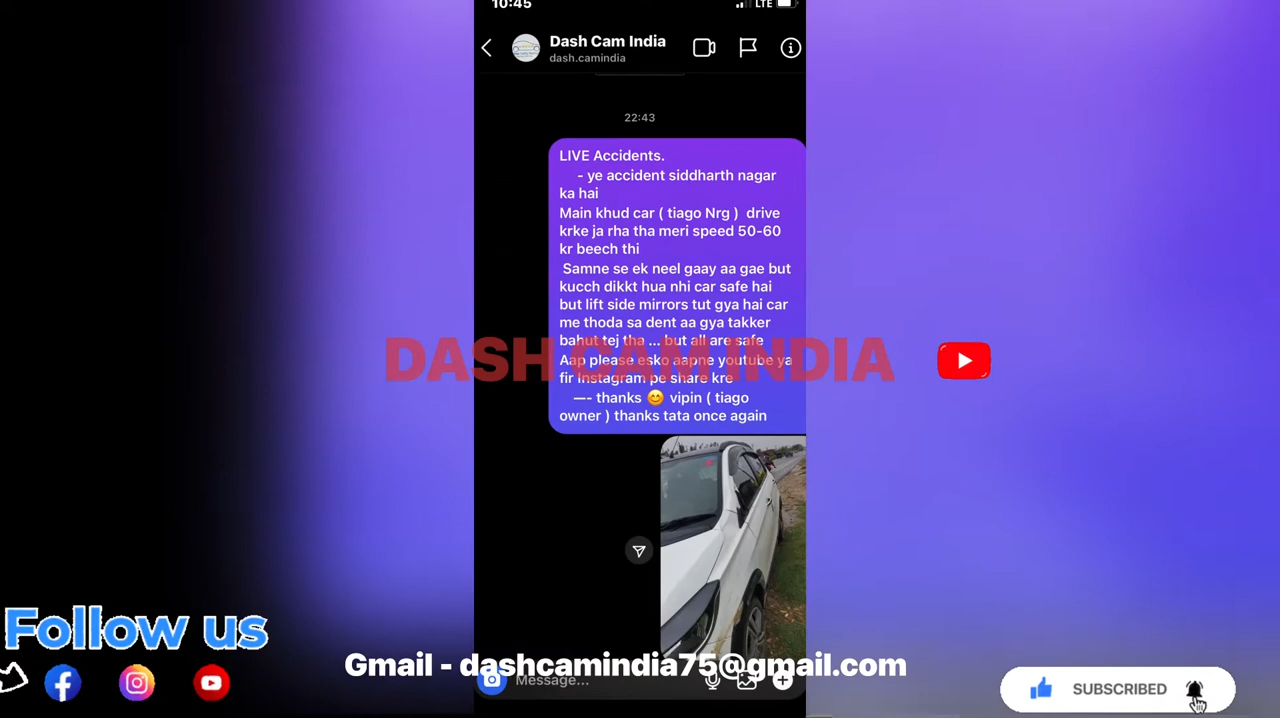 10:45
LTE
Dash Cam India
dash.camindia
22:43
LIVE Accidents.
- ye accident siddharth nagar
ka hai
Main khud car ( tiago Nrg ) drive
krke ja rha tha meri speed 50-60
kr beech thi
Samne se ek neel gaay aa gae but
kucch dikkt hua nhi car safe hai
but lift side mirrors tut gya hai car
me thoda sa dent aa gya takker
bahut tej tha ... but all are safe
Aap please esko aapne youtube ya
fir instagram pe share kre
—- thanks 😊 vipin ( tiago
owner ) thanks tata once again
DASH CAM INDIA
Follow us
Gmail - dashcamindia75@gmail.com
Message...
SUBSCRIBED